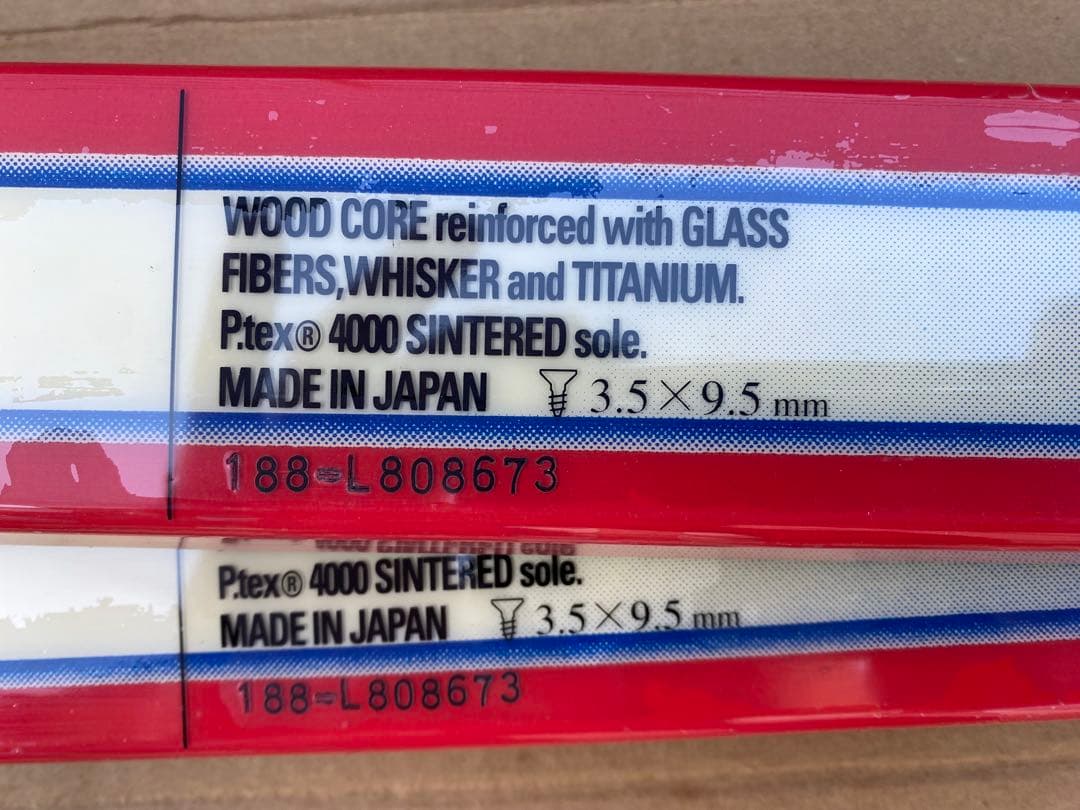 WOOD CORE reinforced with GLASS
FIBERS,WHISKER and TITANIUM.
P.tex® 4000 SINTERED sole.
MADE IN JAPAN 3.5×9.5 mm
188-L808673
P.tex® 4000 SINTERED sole.
MADE IN JAPAN 3.5×9.5 mm
188-L808673